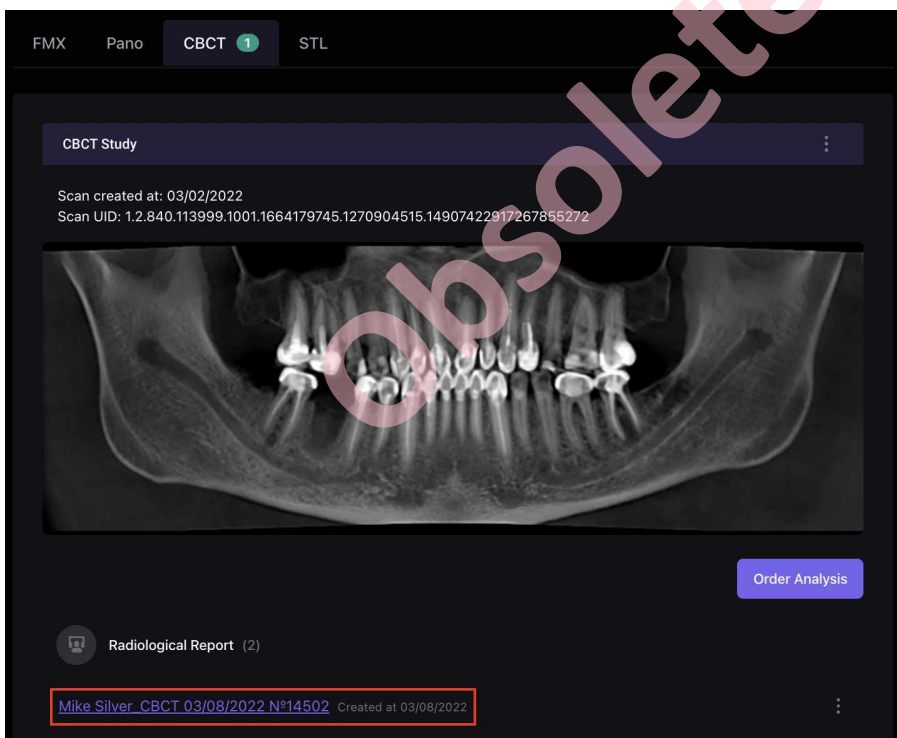 FMX Pano CBCT 1 STL
CBCT Study
Scan created at: 03/02/2022
Scan UID: 1.2.840.113999.1001.1664179745.1270904515.14907422917267855272
Obsolete
Order Analysis
Radiological Report (2)
Mike Silver_CBCT 03/08/2022 Nº14502 Created at 03/08/2022